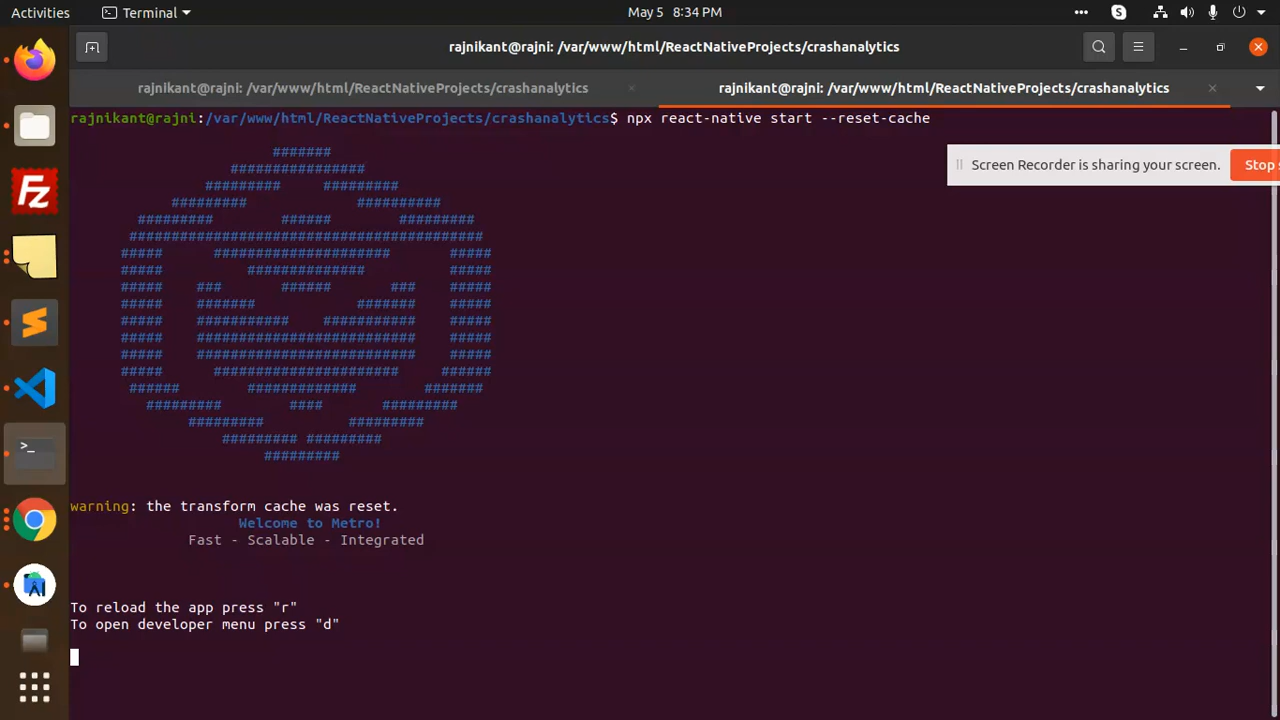 Activities
Terminal
May 5 8:34 PM
S
rajnikant@rajni: /var/www/html/ReactNativeProjects/crashanalytics
rajnikant@rajni: /var/www/html/ReactNativeProjects/crashanalytics
rajnikant@rajni: /var/www/html/ReactNativeProjects/crashanalytics
rajnikant@rajni:/var/www/html/ReactNativeProjects/crashanalytics$ npx react-native start --reset-cache
Screen Recorder is sharing your screen.
Stop s
Fz
warning: the transform cache was reset.
Welcome to Metro!
Fast - Scalable - Integrated
To reload the app press "r"
To open developer menu press "d"